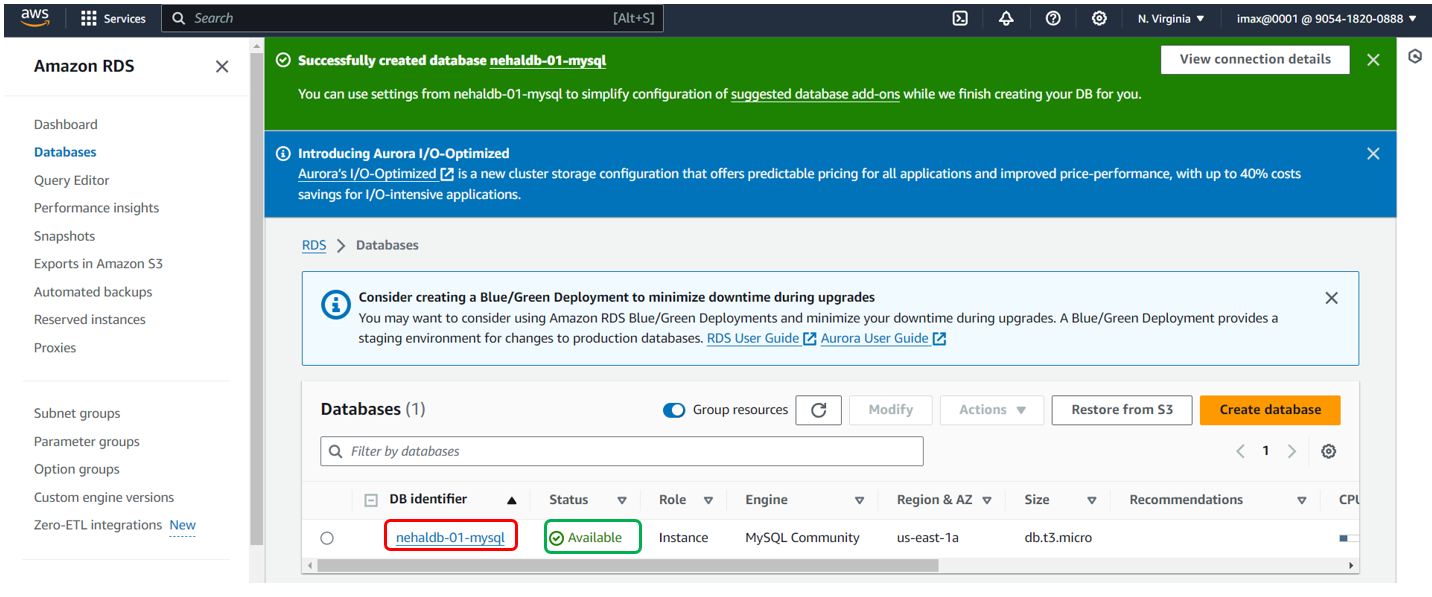 aws
Services
Search
[Alt+S]
N. Virginia
imax@0001 @ 9054-1820-0888
Amazon RDS
Dashboard
Databases
Query Editor
Performance insights
Snapshots
Exports in Amazon S3
Automated backups
Reserved instances
Proxies
Subnet groups
Parameter groups
Option groups
Custom engine versions
Zero-ETL integrations New
Successfully created database nehaldb-01-mysql
View connection details
You can use settings from nehaldb-01-mysql to simplify configuration of suggested database add-ons while we finish creating your DB for you.
Introducing Aurora I/O-Optimized
Aurora's I/O-Optimized is a new cluster storage configuration that offers predictable pricing for all applications and improved price-performance, with up to 40% costs
savings for I/O-intensive applications.
RDS > Databases
Consider creating a Blue/Green Deployment to minimize downtime during upgrades
You may want to consider using Amazon RDS Blue/Green Deployments and minimize your downtime during upgrades. A Blue/Green Deployment provides a
staging environment for changes to production databases. RDS User Guide Aurora User Guide
Databases (1)
Group resources
Modify
Actions
Restore from S3
Create database
Filter by databases
1
DB identifier Status Role Engine Region & AZ Size Recommendations CPU
nehaldb-01-mysql Available Instance MySQL Community us-east-1a db.t3.micro